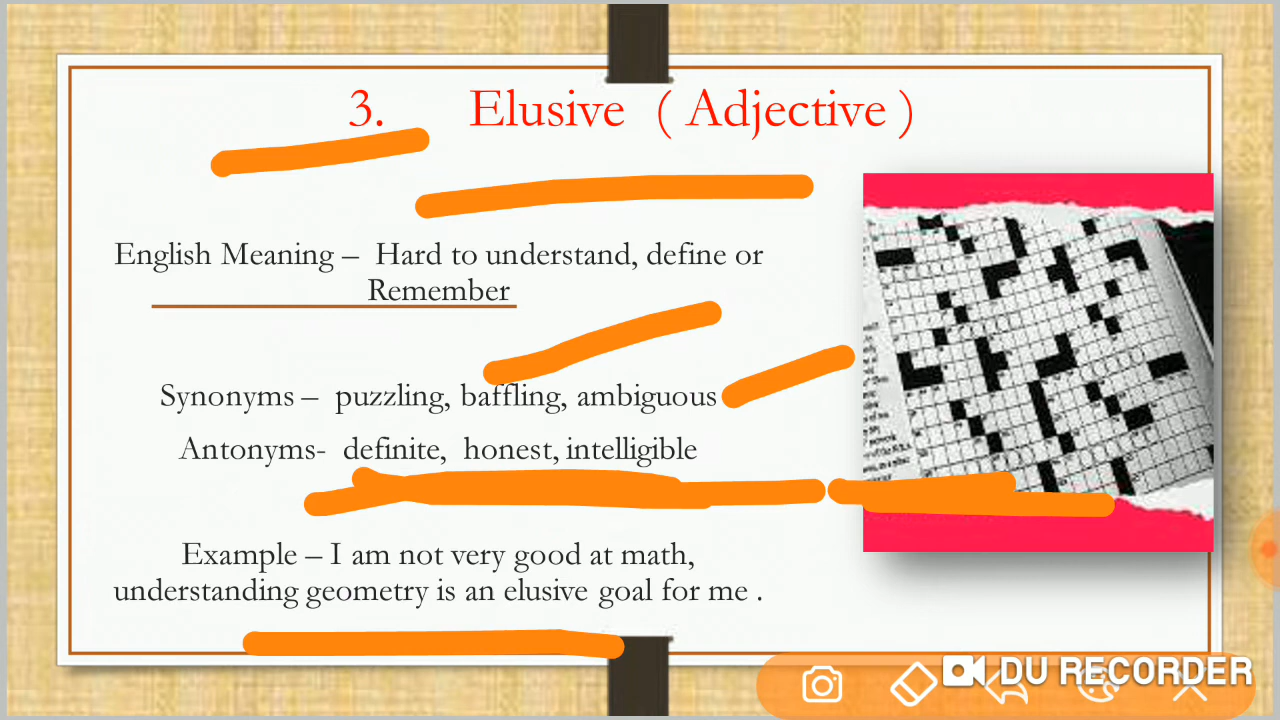 3. Elusive ( Adjective )
English Meaning – Hard to understand, define or
Remember
Synonyms – puzzling, baffling, ambiguous
Antonyms- definite, honest, intelligible
Example – I am not very good at math,
understanding geometry is an elusive goal for me .
DU RECORDER